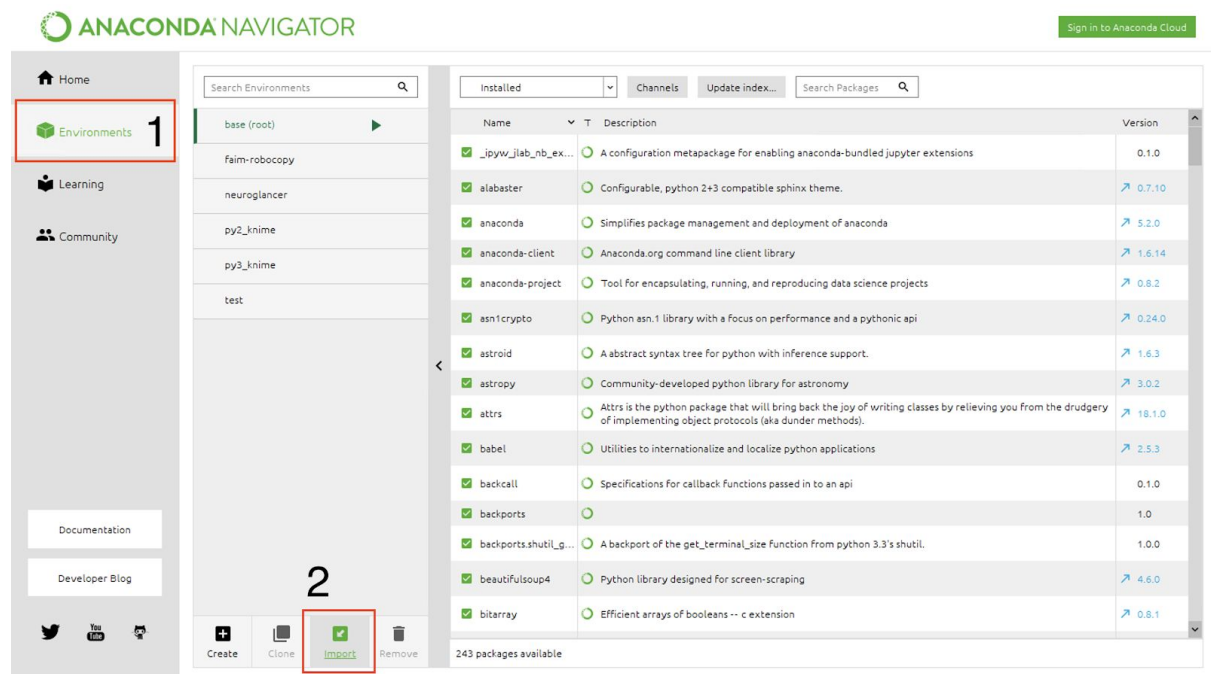 ANACONDA NAVIGATOR
Sign in to Anaconda Cloud
Home
Environments
1
Learning
Community
Documentation
Developer Blog
You Tube
Search Environments
base (root)
faim-robocopy
neuroglancer
py2_knime
py3_knime
test
2
Create
Clone
Import
Remove
Installed
Channels
Update index...
Search Packages
Name T Description Version
_ipyw_jlab_nb_ex... A configuration metapackage for enabling anaconda-bundled jupyter extensions 0.1.0
alabaster Configurable, python 2+3 compatible sphinx theme. 0.7.10
anaconda Simplifies package management and deployment of anaconda 5.2.0
anaconda-client Anaconda.org command line client library 1.6.14
anaconda-project Tool for encapsulating, running, and reproducing data science projects 0.8.2
asn1crypto Python asn.1 library with a focus on performance and a pythonic api 0.24.0
astroid A abstract syntax tree for python with inference support. 1.6.3
astropy Community-developed python library for astronomy 3.0.2
attrs Attrs is the python package that will bring back the joy of writing classes by relieving you from the drudgery
of implementing object protocols (aka dunder methods). 18.1.0
babel Utilities to internationalize and localize python applications 2.5.3
backcall Specifications for callback functions passed in to an api 0.1.0
backports 1.0
backports.shutil_g... A backport of the get_terminal_size function from python 3.3's shutil. 1.0.0
beautifulsoup4 Python library designed for screen-scraping 4.6.0
bitarray Efficient arrays of booleans -- c extension 0.8.1
243 packages available